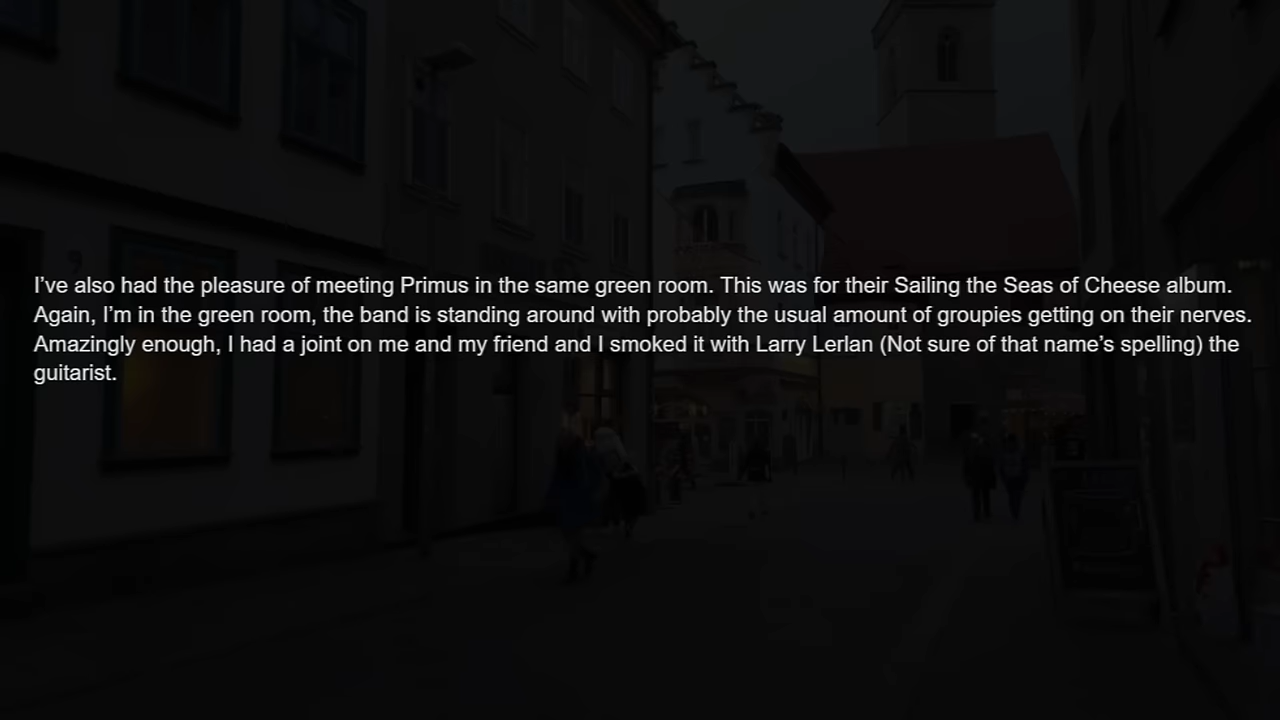 I’ve also had the pleasure of meeting Primus in the same green room. This was for their Sailing the Seas of Cheese album.
Again, I’m in the green room, the band is standing around with probably the usual amount of groupies getting on their nerves.
Amazingly enough, I had a joint on me and my friend and I smoked it with Larry Lerlan (Not sure of that name’s spelling) the
guitarist.